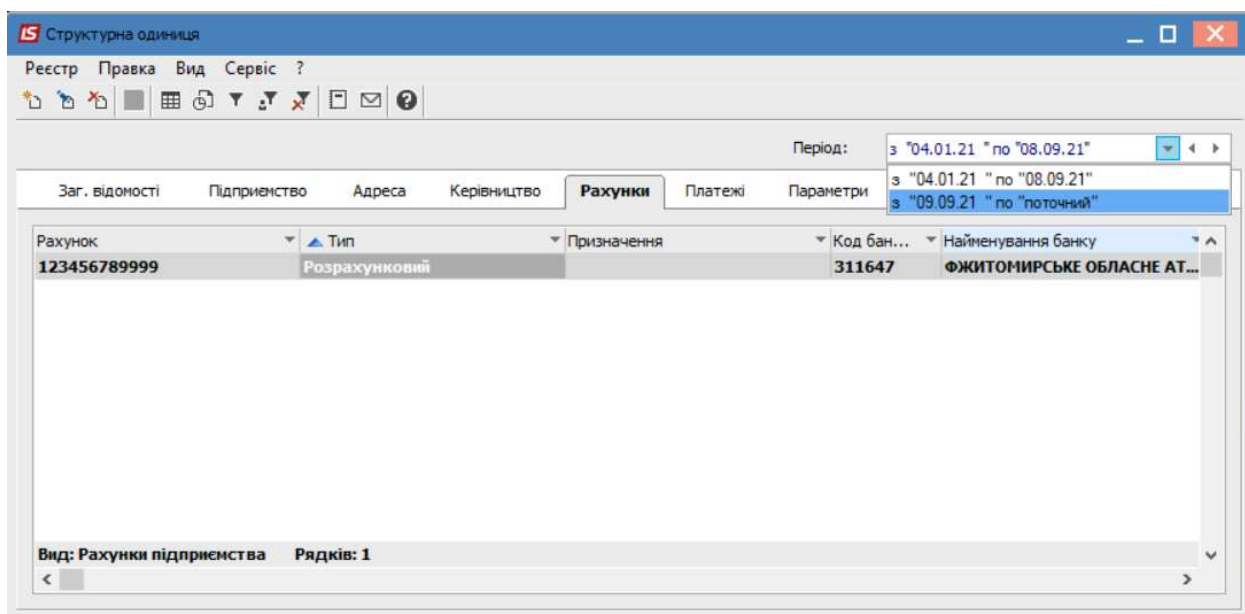 Структурна одиниця
Реєстр Правка Вид Сервіс ?
Період: з "04.01.21 " по "08.09.21"
з "04.01.21 " по "08.09.21"
з "09.09.21 " по "поточний"
Заг. відомості Підприємство Адреса Керівництво Рахунки Платежі Параметри
Рахунок Тип Призначення Код бан... Найменування банку
123456789999 Розрахунковий 311647 ФЖИТОМИРСЬКЕ ОБЛАСНЕ АТ...
Вид: Рахунки підприємства Рядків: 1